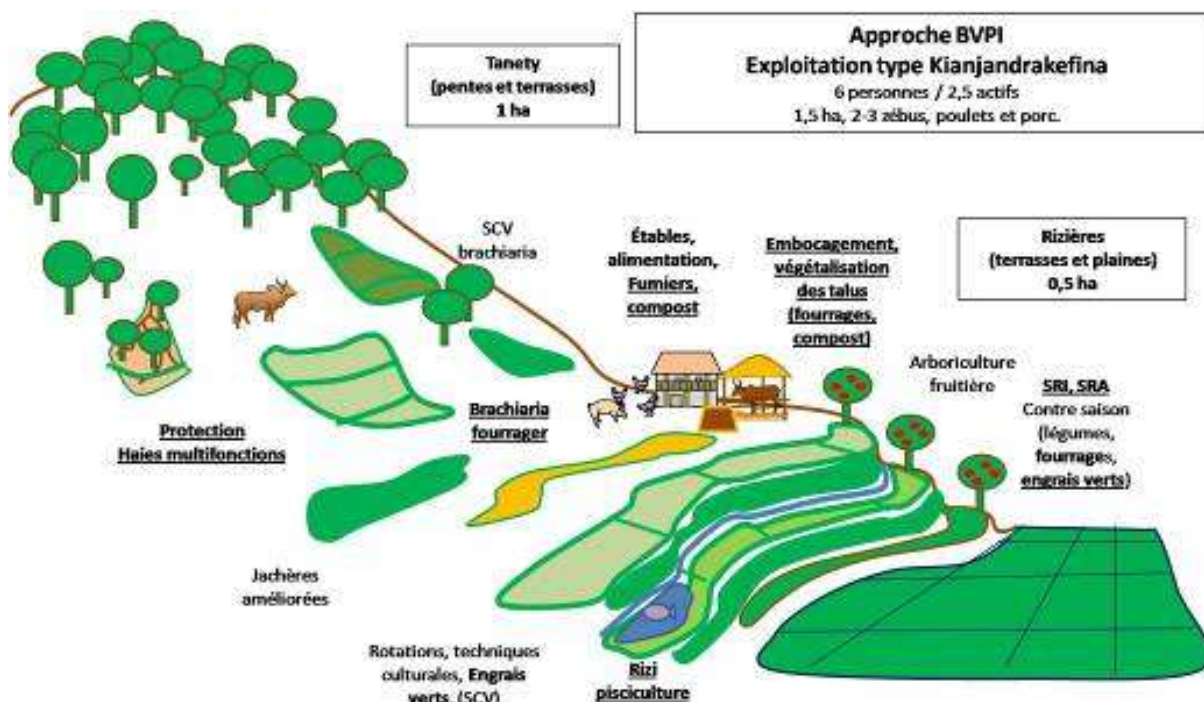 Approche BVPI
Exploitation type Kianjandrakefina
6 personnes / 2,5 actifs
1,5 ha, 2-3 zébus, poulets et porc.
Tanety
(pentes et terrasses)
1 ha
SCV
brachiaria
Étables,
alimentation,
Fumiers,
compost
Embocagement,
végétalisation
des talus
(fourrages,
compost)
Rizières
(terrasses et plaines)
0,5 ha
Arboriculture
fruitière
SRI, SRA
Contre saison
(légumes,
fourrages,
engrais verts)
Protection
Haies multifonctions
Brachiaria
fourrager
Jachères
améliorées
Rotations, techniques
culturales, Engrais
verts, (SCV)
Rizi
pisciculture